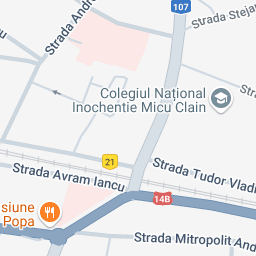 107
Strada Stejar
Strada Andr
Colegiul Național
Inochentie Micu Clain
21
Strada Tudor Vladi
Strada Avram Iancu
14B
siune
Popa
Strada Mitropolit And